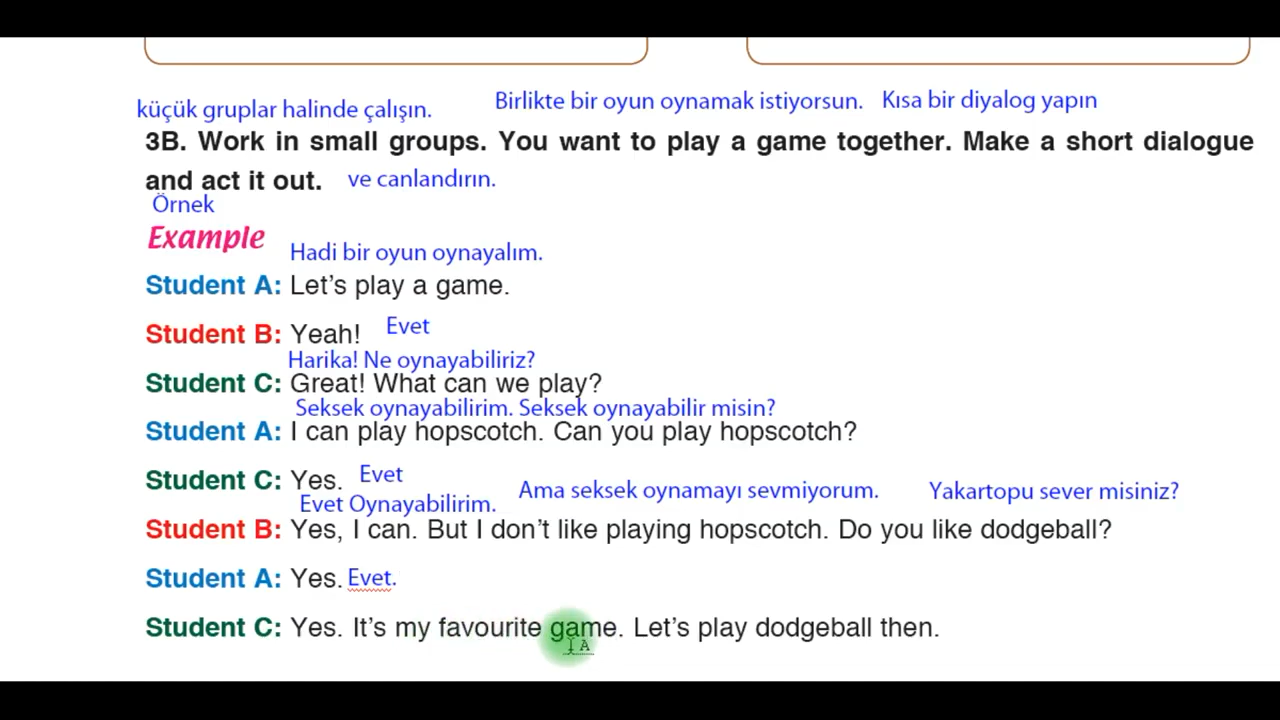 küçük gruplar halinde çalışın. Birlikte bir oyun oynamak istiyorsun. Kısa bir diyalog yapın
3B. Work in small groups. You want to play a game together. Make a short dialogue
and act it out. ve canlandırın.
Örnek
Example
Hadi bir oyun oynayalım.
Student A: Let's play a game.
Student B: Yeah! Evet
Harika! Ne oynayabiliriz?
Student C: Great! What can we play?
Seksek oynayabilirim. Seksek oynayabilir misin?
Student A: I can play hopscotch. Can you play hopscotch?
Student C: Yes. Evet
Evet Oynayabilirim. Ama seksek oynamayı sevmiyorum. Yakartopu sever misiniz?
Student B: Yes, I can. But I don't like playing hopscotch. Do you like dodgeball?
Student A: Yes. Evet.
Student C: Yes. It's my favourite game. Let's play dodgeball then.